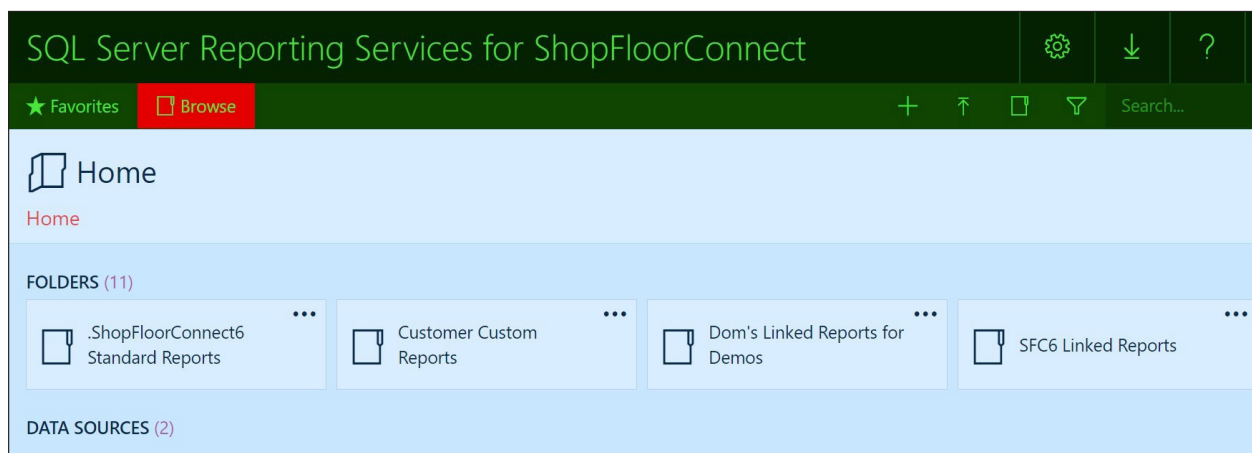 SQL Server Reporting Services for ShopFloorConnect
?
Favorites Browse Search...
Home
Home
FOLDERS (11)
.ShopFloorConnect6
Standard Reports
Customer Custom
Reports
Dom's Linked Reports for
Demos
SFC6 Linked Reports
DATA SOURCES (2)